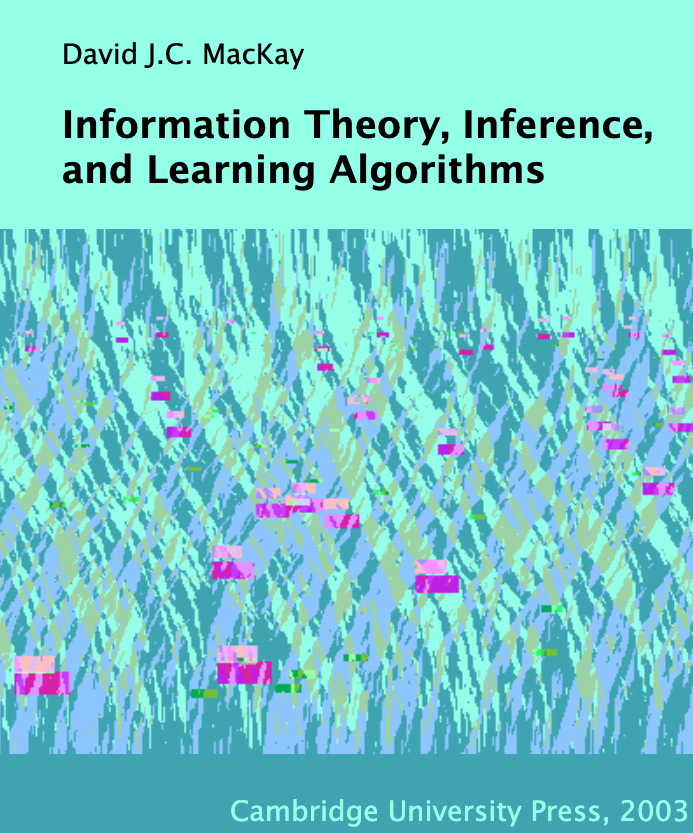 David J.C. MacKay
Information Theory, Inference,
and Learning Algorithms
Cambridge University Press, 2003